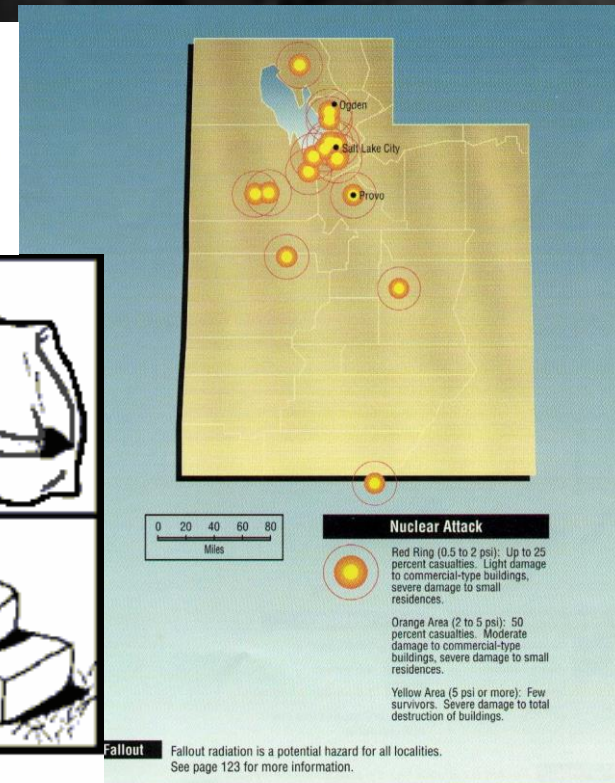 Ogden
Salt Lake City
Provo
0 20 40 60 80
Miles
Nuclear Attack
Red Ring (0.5 to 2 psi): Up to 25
percent casualties. Light damage
to commercial-type buildings,
severe damage to small
residences.
Orange Area (2 to 5 psi): 50
percent casualties. Moderate
damage to commercial-type
buildings, severe damage to small
residences.
Yellow Area (5 psi or more): Few
survivors. Severe damage to total
destruction of buildings.
Fallout
Fallout radiation is a potential hazard for all localities.
See page 123 for more information.